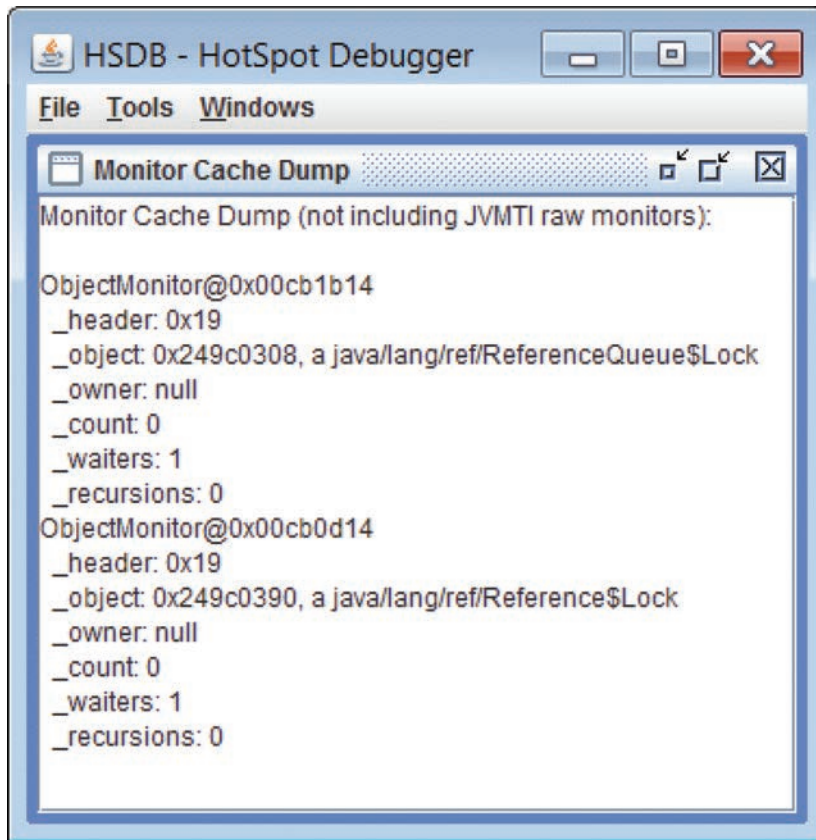 HSDB - HotSpot Debugger
File Tools Windows
Monitor Cache Dump
Monitor Cache Dump (not including JVMTI raw monitors):
ObjectMonitor@0x00cb1b14
_header: 0x19
_object: 0x249c0308, a java/lang/ref/ReferenceQueue$Lock
_owner: null
_count: 0
_waiters: 1
_recursions: 0
ObjectMonitor@0x00cb0d14
_header: 0x19
_object: 0x249c0390, a java/lang/ref/Reference$Lock
_owner: null
_count: 0
_waiters: 1
_recursions: 0